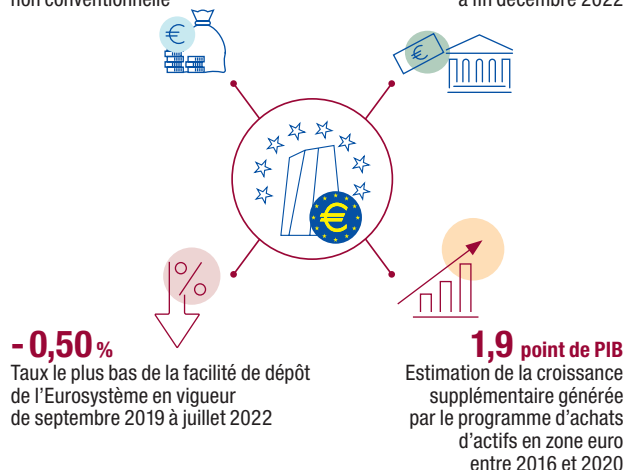 non conventionnelle
à fin décembre 2022
€
€
€
%
- 0,50 %
Taux le plus bas de la facilité de dépôt
de l’Eurosystème en vigueur
de septembre 2019 à juillet 2022
1,9 point de PIB
Estimation de la croissance
supplémentaire générée
par le programme d’achats
d’actifs en zone euro
entre 2016 et 2020